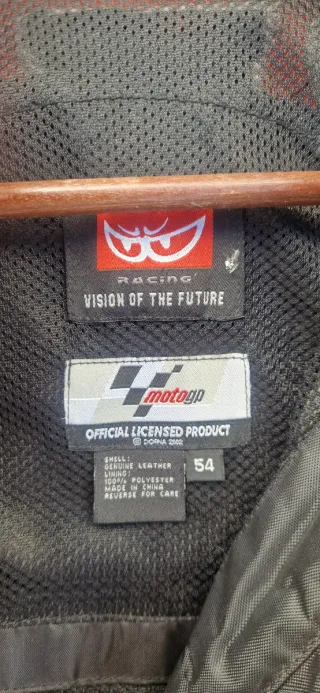 RACING
VISION OF THE FUTURE
motogp
OFFICIAL LICENSED PRODUCT
© DORNA 2002
SHELL:
GENUINE LEATHER
LINING:
100% POLYESTER
MADE IN CHINA
REVERSE FOR CARE
54